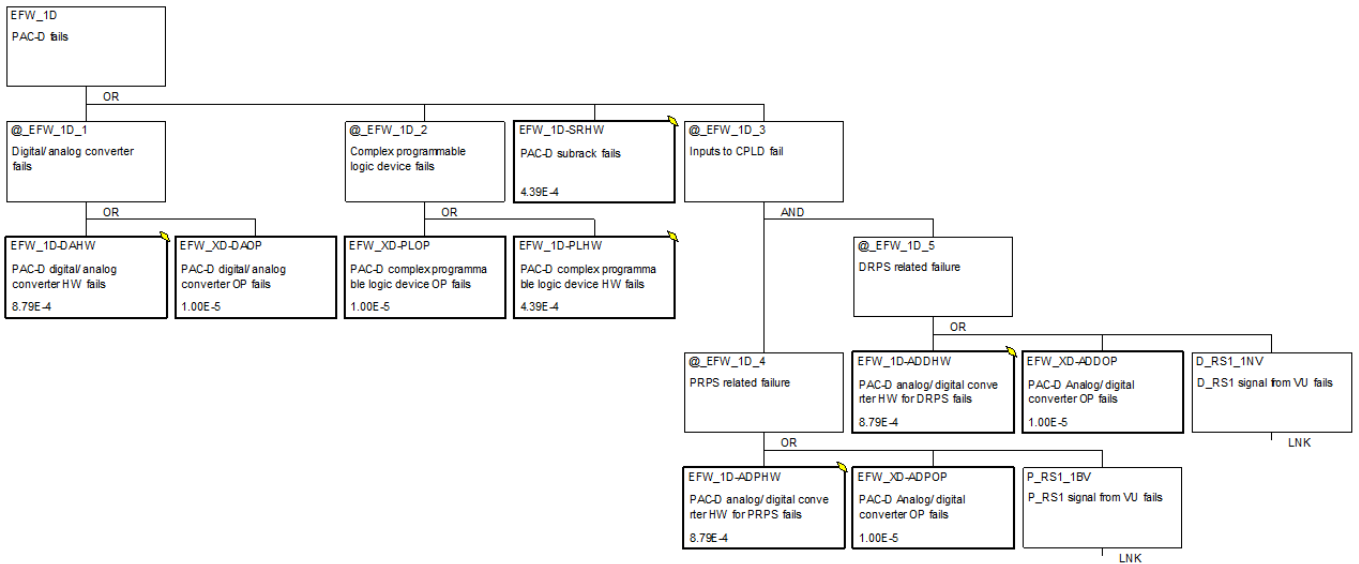 EFW_1D
PAC-D fails
OR
@_EFW_1D_1
Digital/analog converter
fails
@_EFW_1D_2
Complex programmable
logic device fails
EFW_1D-SRHW
PAC-D subrack fails
4.39E-4
@_EFW_1D_3
Inputs to CPLD fail
OR
OR
AND
EFW_1D-DAHW
PAC-D digital/analog
converter HW fails
8.79E-4
EFW_XD-DAOP
PAC-D digital/analog
converter OP fails
1.00E-5
EFW_XD-PLOP
PAC-D complex programma
ble logic device OP fails
1.00E-5
EFW_1D-PLHW
PAC-D complex programma
ble logic device HW fails
4.39E-4
@_EFW_1D_5
DRPS related failure
OR
@_EFW_1D_4
PRPS related failure
EFW_1D-ADDHW
PAC-D analog/digital conve
rter HW for DRPS fails
8.79E-4
EFW_XD-ADDOP
PAC-D Analog/digital
converter OP fails
1.00E-5
D_RS1_1NV
D_RS1 signal from VU fails
OR
LNK
EFW_1D-ADPHW
PAC-D analog/digital conve
rter HW for PRPS fails
8.79E-4
EFW_XD-ADPOP
PAC-D Analog/digital
converter OP fails
1.00E-5
P_RS1_1BV
P_RS1 signal from VU fails
LNK